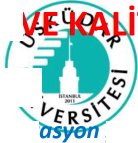 VE KALİ
ÜSKÜDAR
İSTANBUL
2011
ÜNİVERSİTESİ
asyon